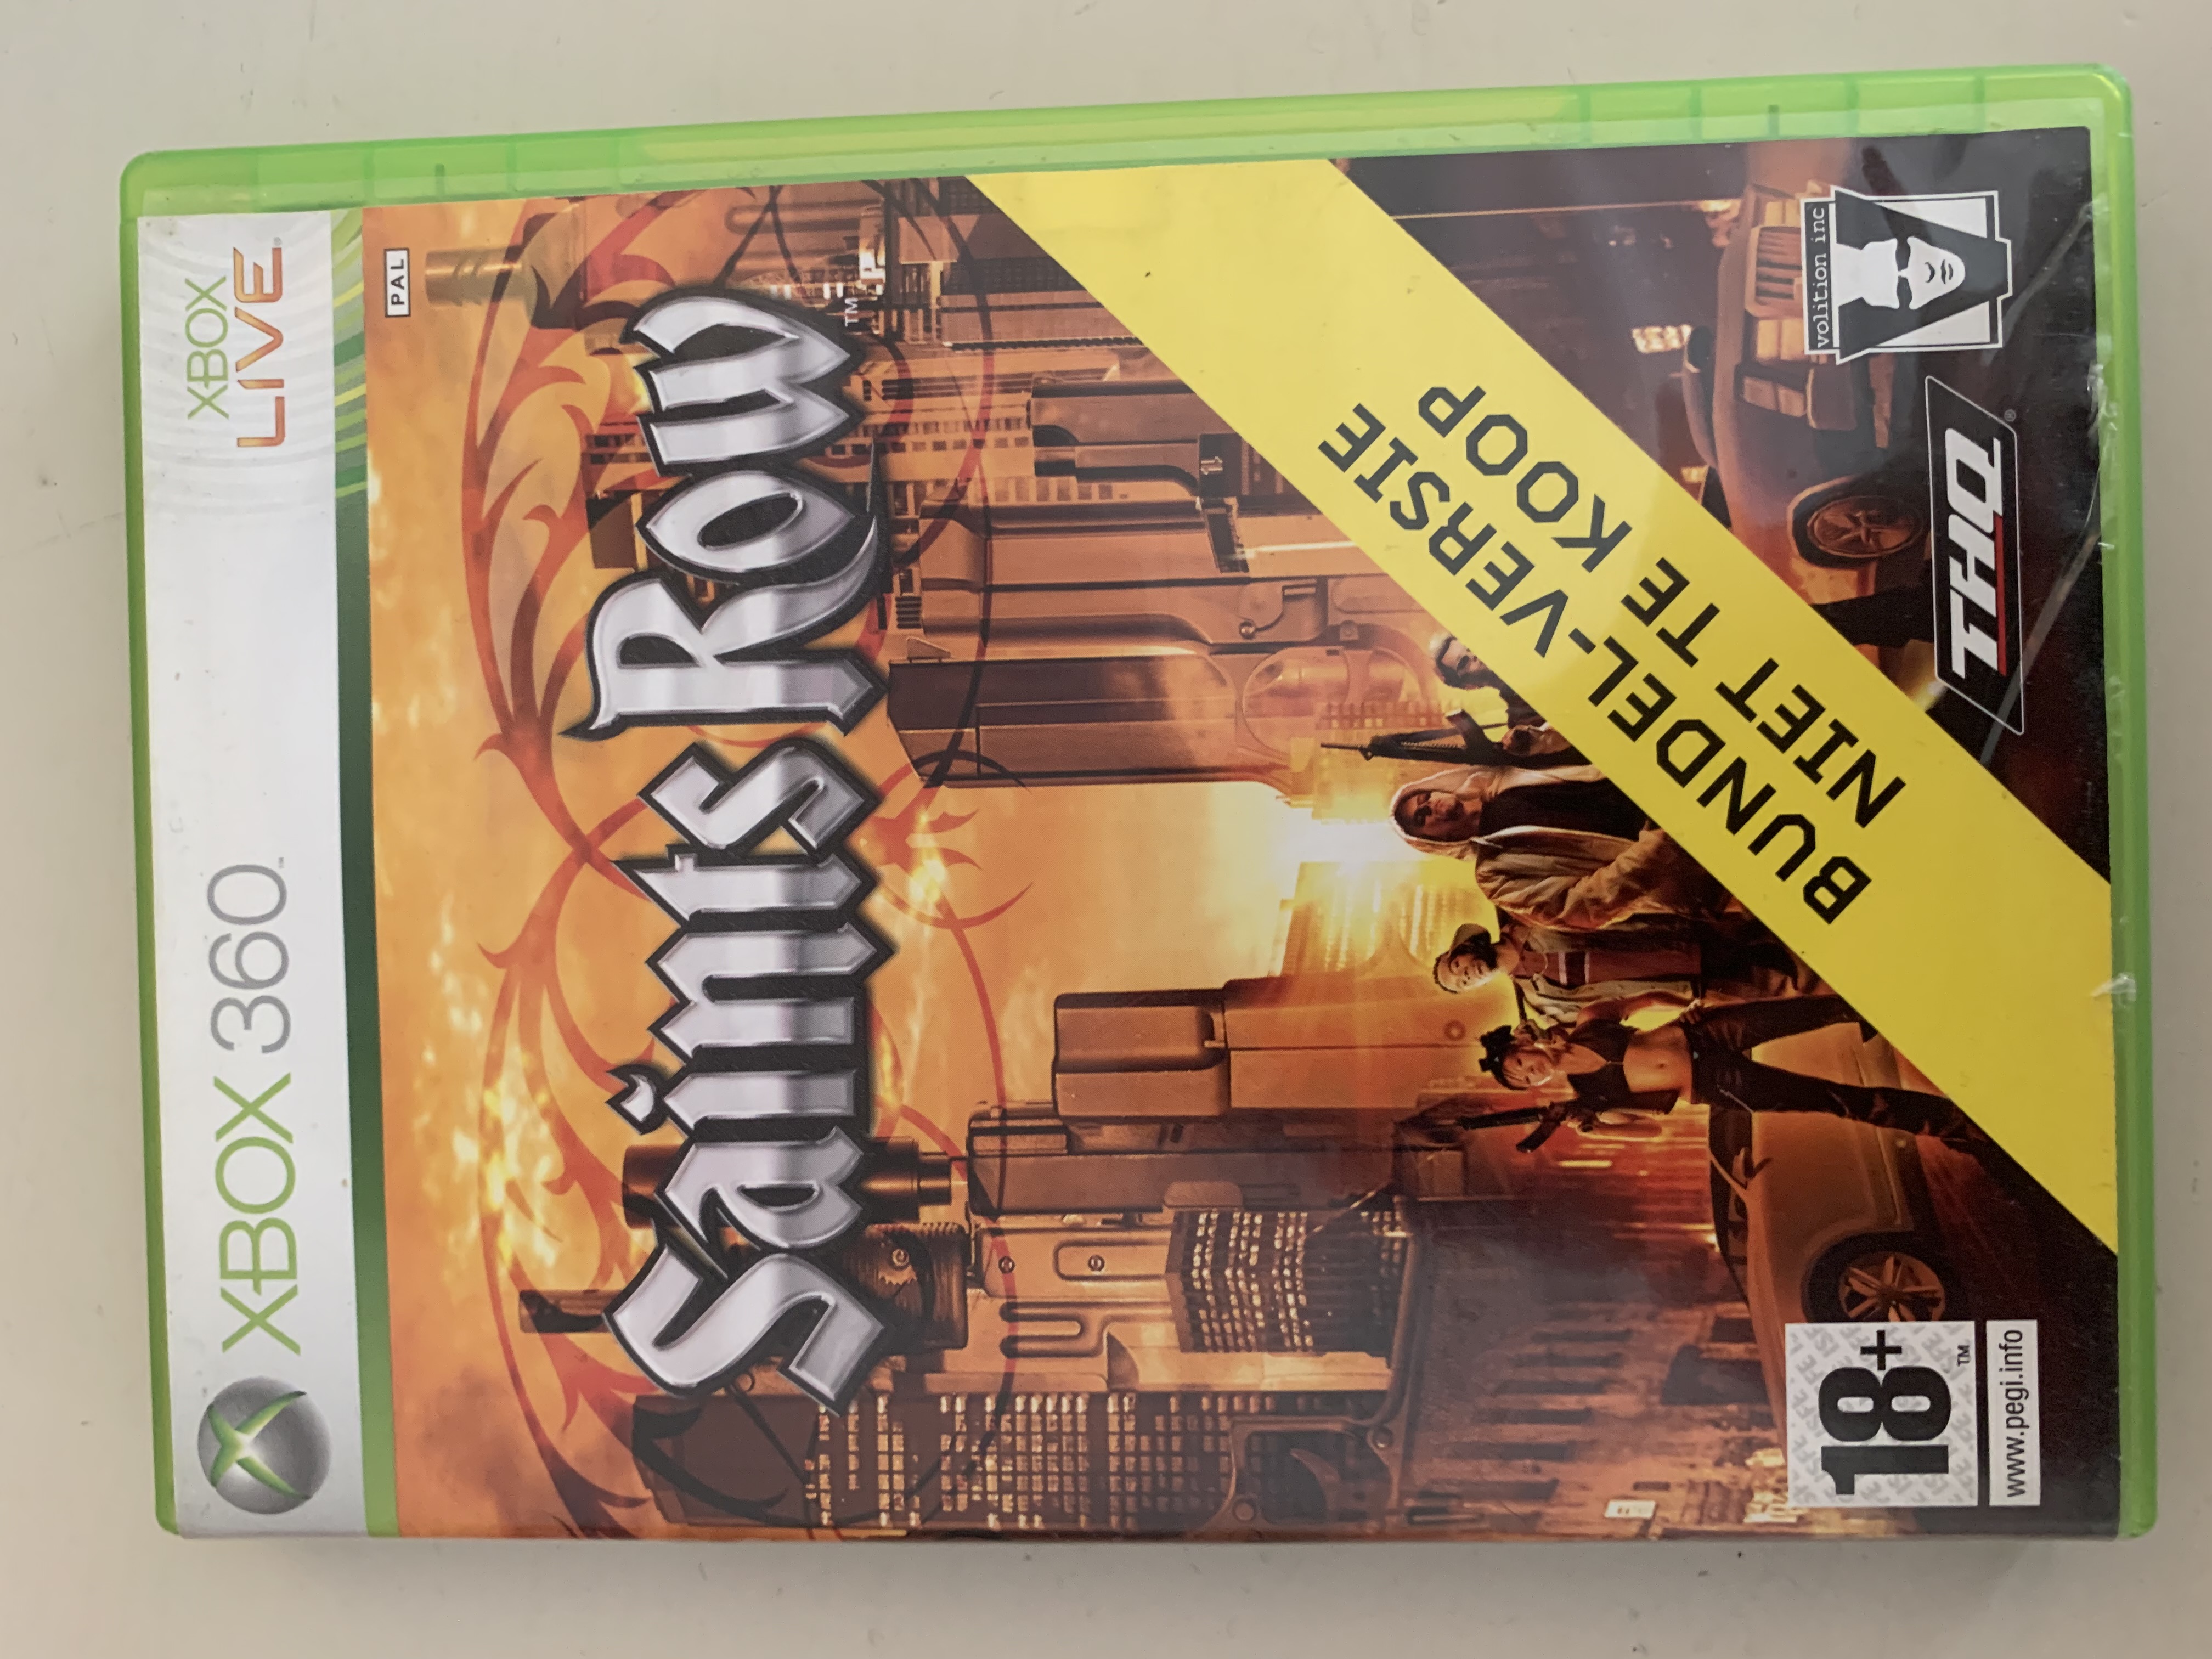 XBOX 360
XBOX
LIVE
PAL
Saints Row
TM
BUNDEL-VERSIE
NIET TE KOOP
18+
TM
www.pegi.info
THQ
volition inc